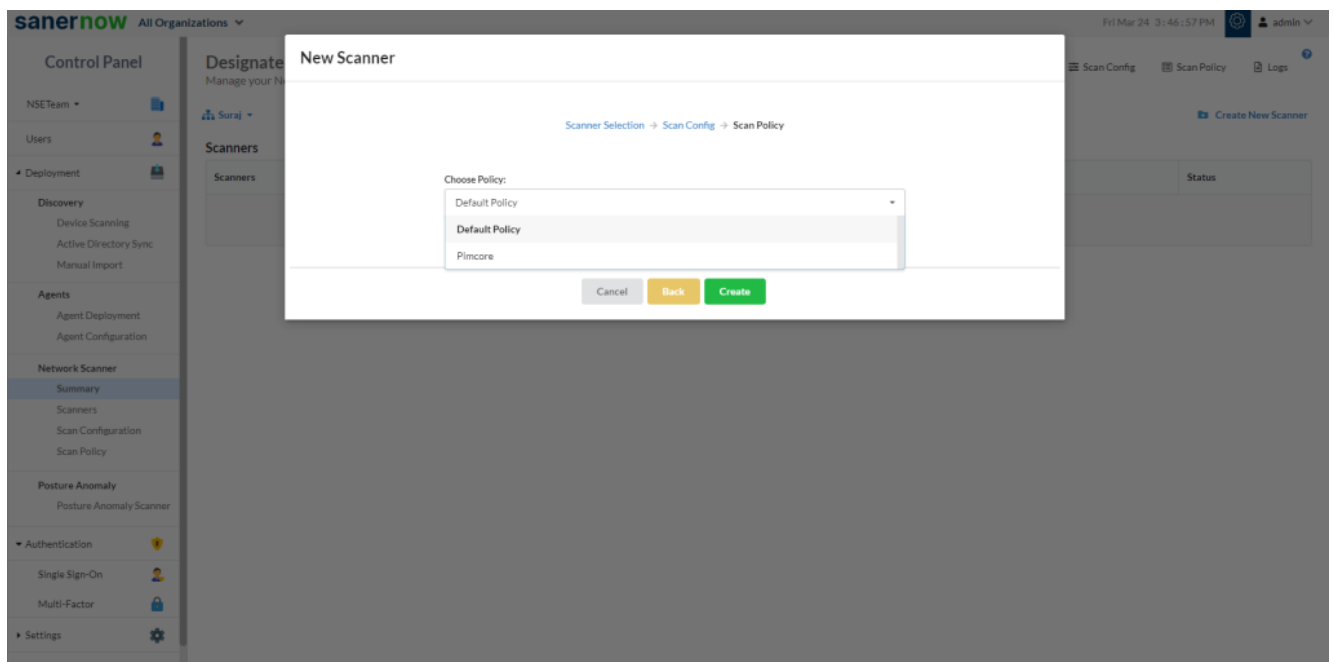 sanernow All Organizations
Fri Mar 24 3:46:57 PM admin
Control Panel
NSETeam
Users
Deployment
Discovery
Device Scanning
Active Directory Sync
Manual Import
Agents
Agent Deployment
Agent Configuration
Network Scanner
Summary
Scanners
Scan Configuration
Scan Policy
Posture Anomaly
Posture Anomaly Scanner
Authentication
Single Sign-On
Multi-Factor
Settings
Designate
Manage your
Scan Config Scan Policy Logs
Suraj
Create New Scanner
Scanners
Scanners Status
New Scanner
Scanner Selection → Scan Config → Scan Policy
Choose Policy:
Default Policy
Default Policy
Pimcore
Cancel Back Create